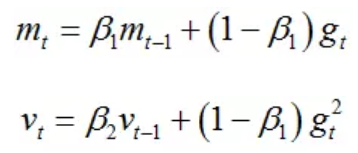 mₜ = β₁mₜ₋₁ + (1 − β₁) gₜ
vₜ = β₂vₜ₋₁ + (1 − β₁) gₜ²